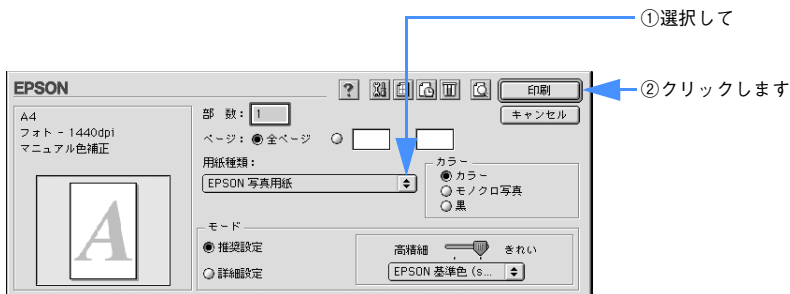 ①選択して
EPSON
?
印刷
②クリックします
A4
フォト - 1440dpi
マニュアル色補正
部 数： 1
キャンセル
ページ： 全ページ
用紙種類：
EPSON 写真用紙
カラー
カラー
モノクロ写真
黒
A
モード
推奨設定
高精細 きれい
詳細設定
EPSON 基準色 (s...